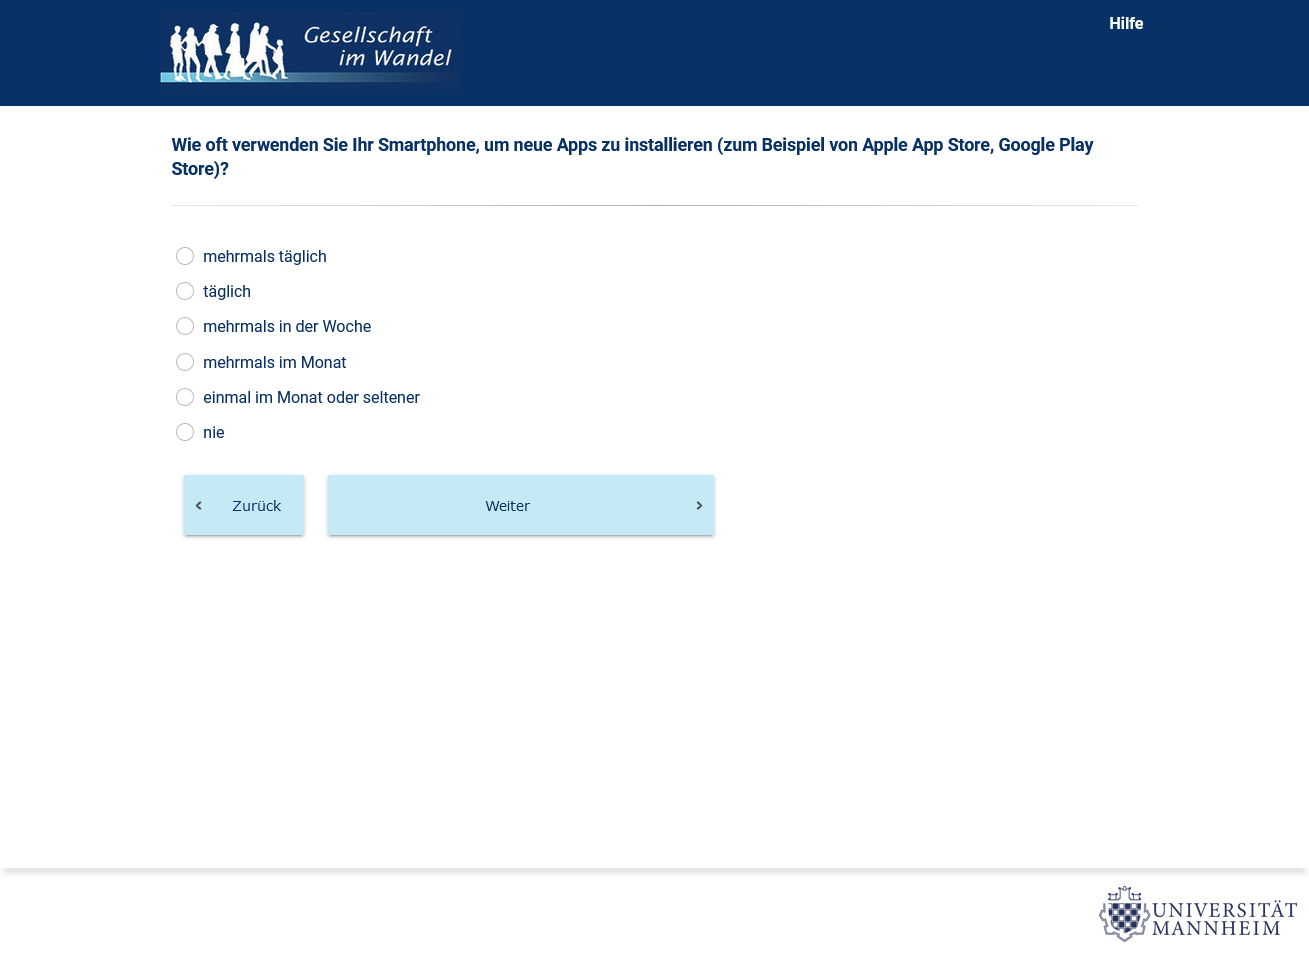 Gesellschaft
im Wandel
Hilfe
Wie oft verwenden Sie Ihr Smartphone, um neue Apps zu installieren (zum Beispiel von Apple App Store, Google Play
Store)?
mehrmals täglich
täglich
mehrmals in der Woche
mehrmals im Monat
einmal im Monat oder seltener
nie
Zurück
Weiter
UNIVERSITÄT
MANNHEIM